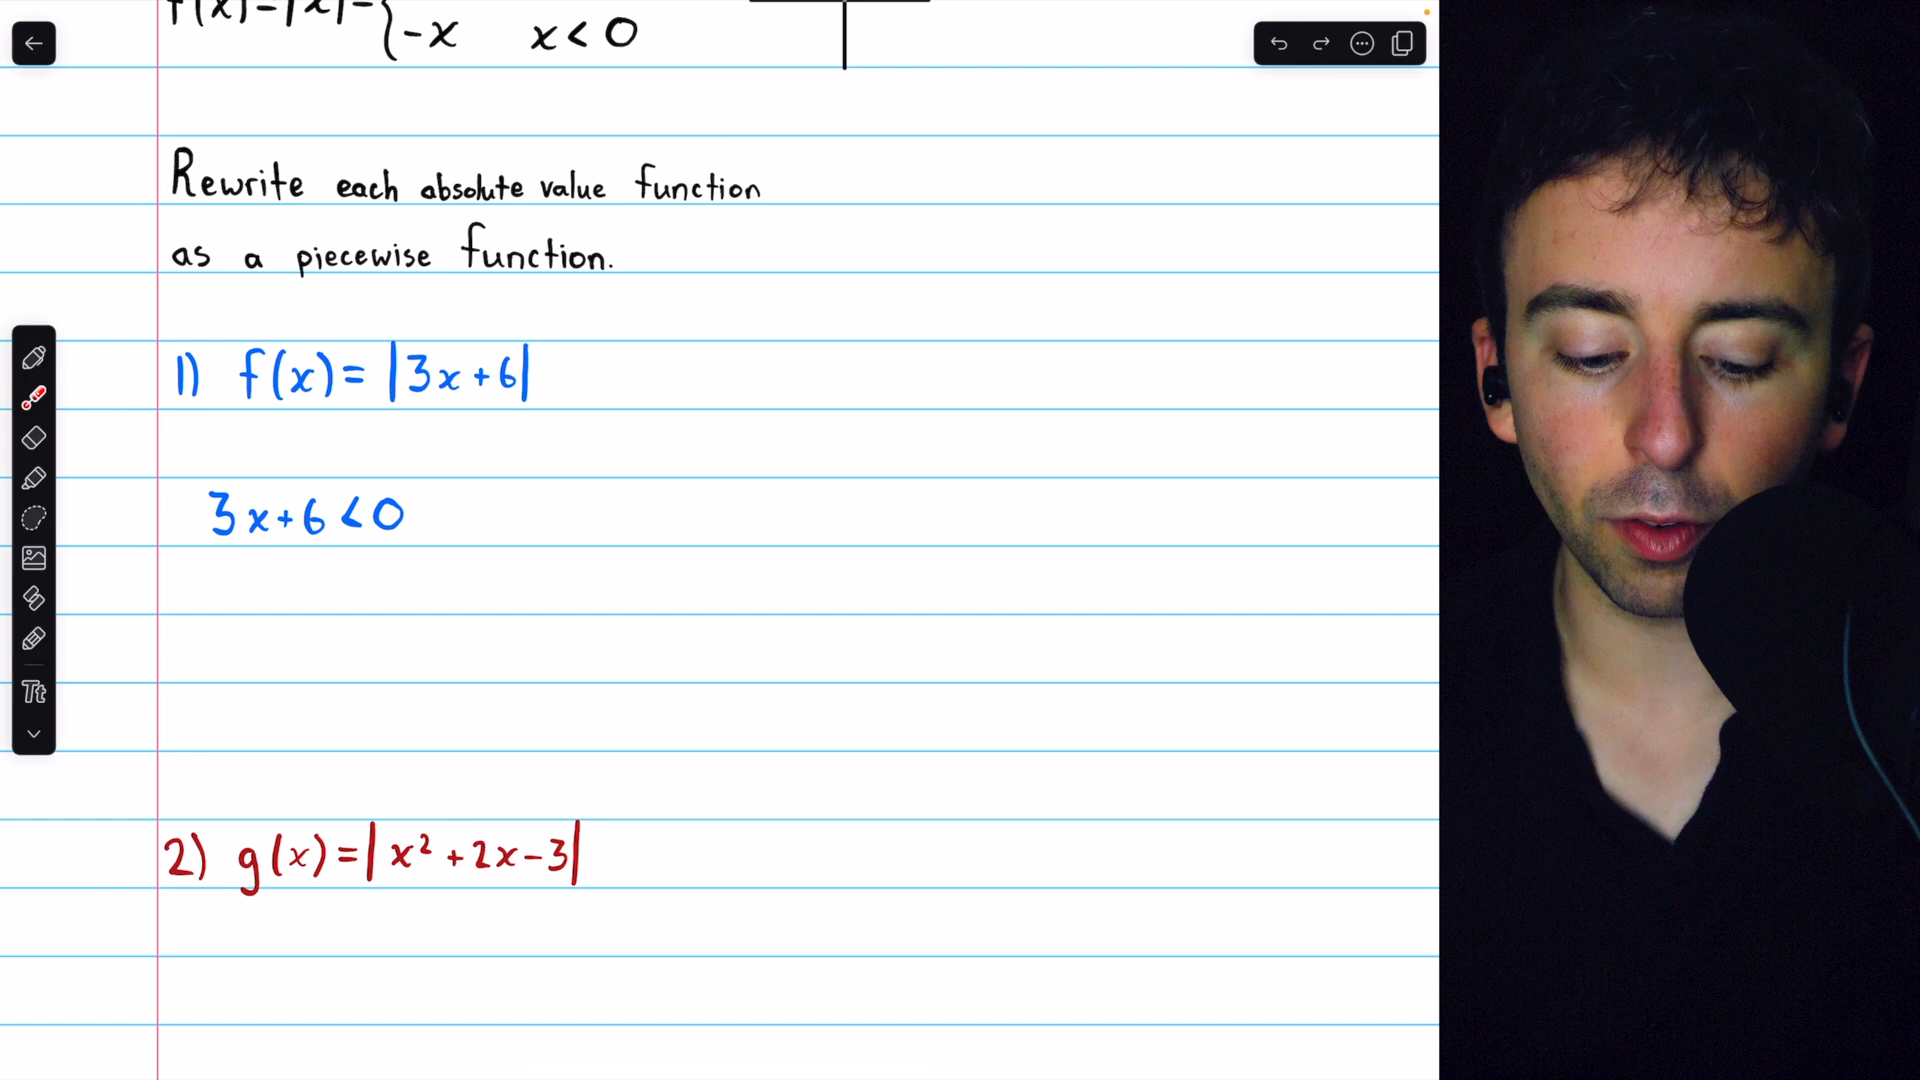 f(x)=|x|={
-x x<0
Rewrite each absolute value function
as a piecewise function.
1) f(x)= |3x+6|
3x+6<0
2) g(x)=|x²+2x-3|
Tt